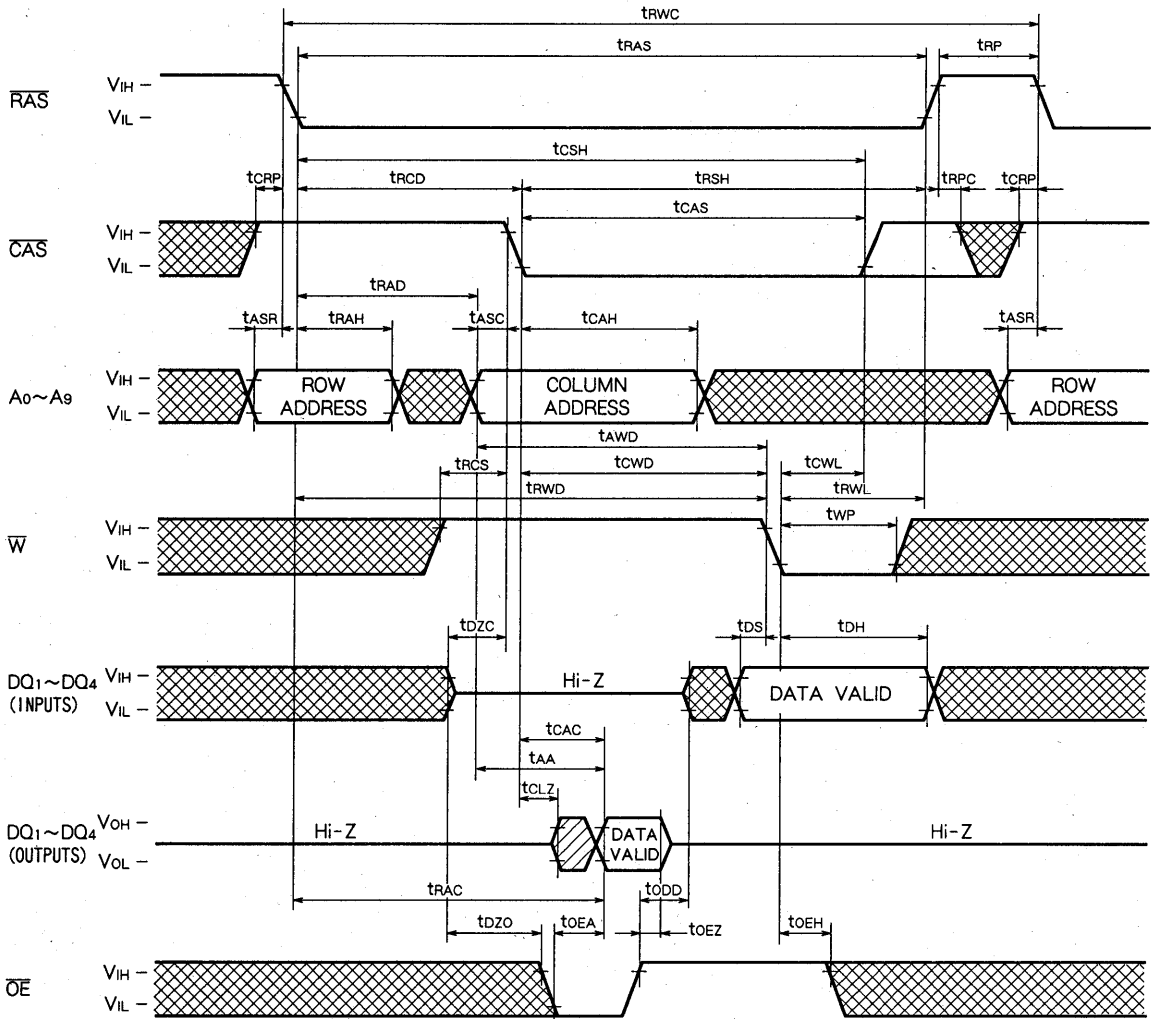 tRWC
tRAS
tRP
RAS
VIH
VIL
tCSH
tCRP
tRCD
tRSH
tRPC
tCRP
tCAS
CAS
VIH
VIL
tRAD
tASR
tRAH
tASC
tCAH
tASR
A0~A9
VIH
VIL
ROW
ADDRESS
COLUMN
ADDRESS
ROW
ADDRESS
tAWD
tRCS
tCWD
tCWL
tRWD
tRWL
tWP
W
VIH
VIL
tDZC
tDS
tDH
DQ1~DQ4
(INPUTS)
VIH
VIL
Hi-Z
DATA VALID
tCAC
tAA
tCLZ
DQ1~DQ4
(OUTPUTS)
VOH
VOL
Hi-Z
DATA
VALID
Hi-Z
tRAC
tODD
tDZO
tOEA
tOEZ
tOEH
OE
VIH
VIL